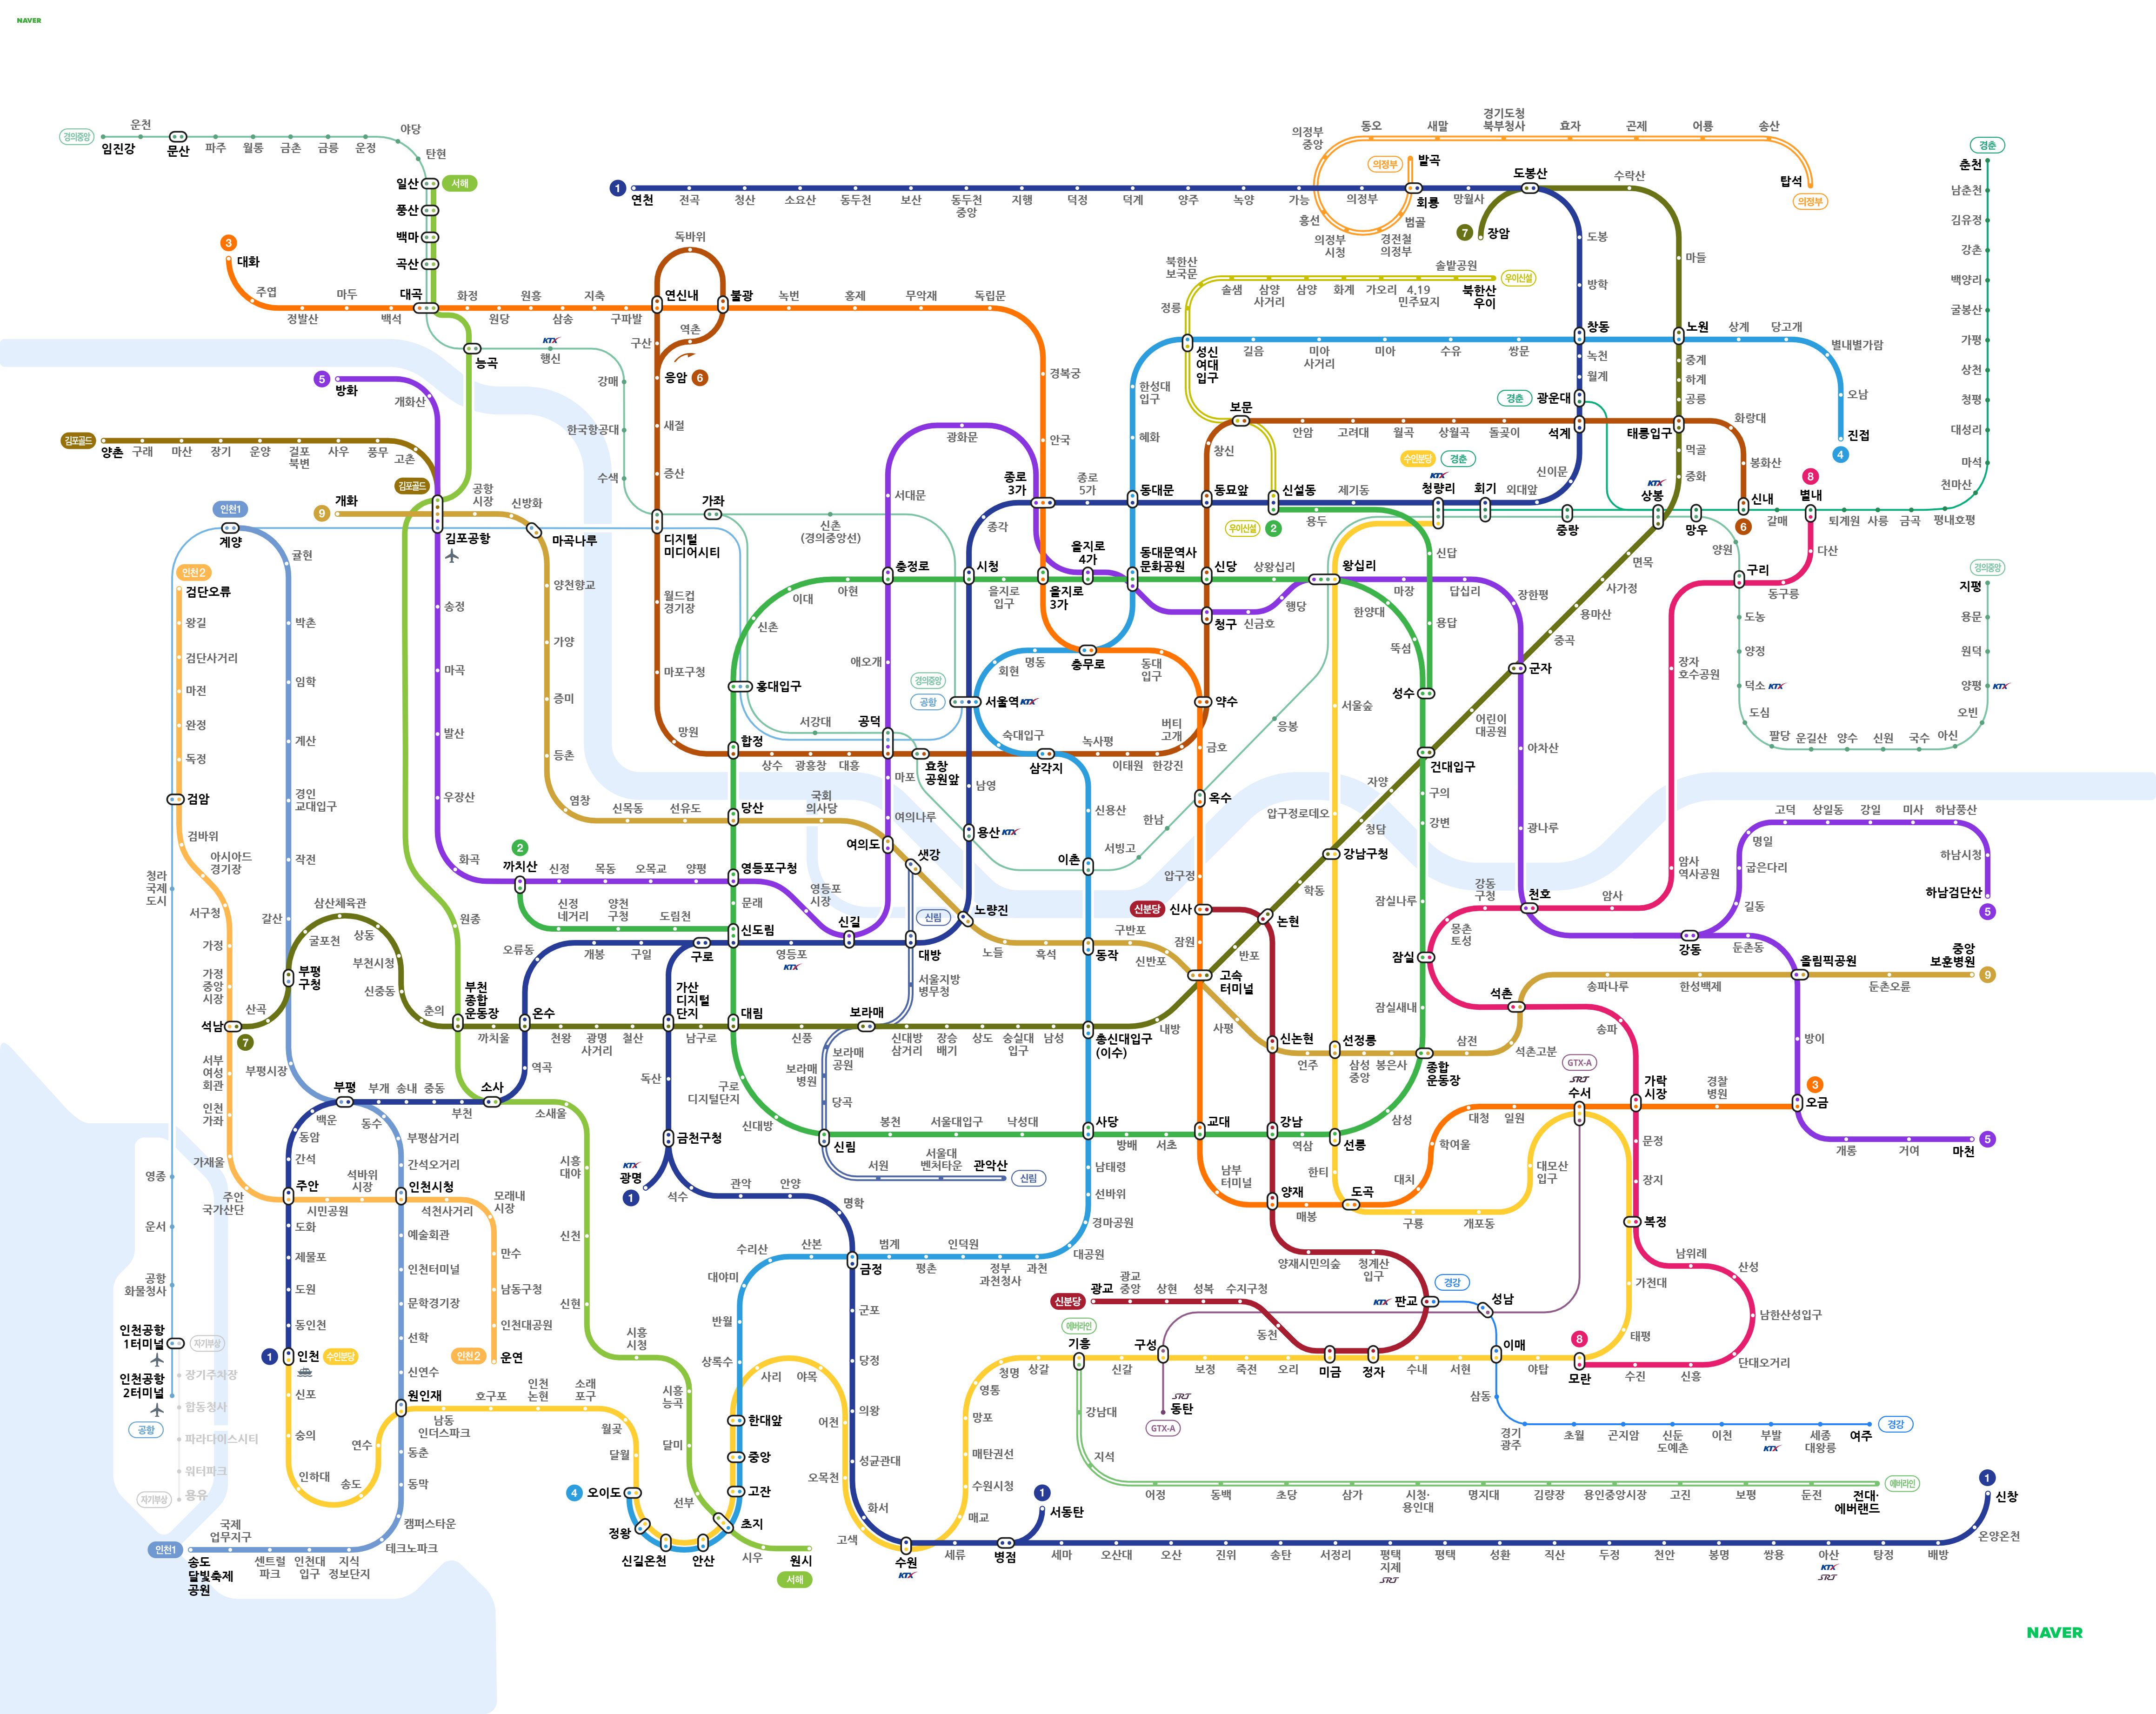 NAVER
경의중앙
임진강
운천
문산
파주
월롱
금촌
금릉
운정
야당
탄현
일산
서해
풍산
백마
곡산
3
대화
주엽
정발산
마두
백석
대곡
화정
원당
원흥
삼송
지축
구파발
연신내
독바위
불광
녹번
홍제
무악재
독립문
역촌
구산
응암
6
KTX
행신
능곡
강매
한국항공대
수색
새절
증산
경복궁
안국
1
연천
전곡
청산
소요산
동두천
보산
동두천
중앙
지행
덕정
덕계
양주
녹양
가능
의정부
회룡
망월사
도봉산
수락산
의정부
중앙
동오
새말
경기도청
북부청사
효자
곤제
어룡
송산
탑석
의정부
의정부
발곡
흥선
의정부
시청
경전철
의정부
범골
7
장암
도봉
방학
마들
북한산
보국문
정릉
솔샘
삼양
사거리
삼양
화계
가오리
4.19
민주묘지
솔밭공원
북한산
우이
우이신설
성신
여대
입구
길음
미아
사거리
미아
수유
쌍문
창동
노원
상계
당고개
별내별가람
오남
진접
4
녹천
월계
중계
하계
공릉
경춘
광운대
석계
태릉입구
화랑대
봉화산
신내
6
한성대
입구
혜화
보문
창신
안암
고려대
월곡
상월곡
돌곶이
신이문
먹골
중화
경춘
춘천
남춘천
김유정
강촌
백양리
굴봉산
가평
상천
청평
대성리
마석
천마산
평내호평
금곡
사릉
퇴계원
8
별내
갈매
다산
5
방화
개화산
김포골드
양촌
구래
마산
장기
운양
걸포
북변
사우
풍무
고촌
김포골드
9
개화
공항
시장
신방화
김포공항
마곡나루
인천1
계양
귤현
박촌
임학
계산
경인
교대입구
작전
갈산
인천2
검단오류
왕길
검단사거리
마전
완정
독정
검암
검바위
아시아드
경기장
서구청
가정
가정
중앙
시장
석남
7
서부
여성
회관
인천
가좌
가재울
주안
국가산단
청라
국제
도시
영종
운서
공항
화물청사
인천공항
1터미널
인천공항
2터미널
공항
자기부상
장기주차장
합동청사
파라다이스시티
워터파크
용유
자기부상
송정
마곡
발산
우장산
화곡
양천향교
가양
증미
등촌
염창
신목동
선유도
당산
국회
의사당
여의도
디지털
미디어시티
가좌
신촌
(경의중앙선)
월드컵
경기장
마포구청
망원
합정
홍대입구
신촌
이대
아현
충정로
서대문
광화문
종로
3가
종로
5가
동대문
동묘앞
신설동
우이신설
2
용두
제기동
수인분당
경춘
KTX
청량리
회기
외대앞
중랑
KTX
상봉
망우
양원
구리
동구릉
종각
시청
을지로
입구
을지로
3가
을지로
4가
동대문역사
문화공원
신당
상왕십리
왕십리
청구
신금호
행당
마장
답십리
장한평
신답
용답
한양대
뚝섬
성수
서울숲
면목
사가정
용마산
중곡
군자
어린이
대공원
건대입구
아차산
광나루
천호
장자
호수공원
암사
역사공원
암사
도농
양정
덕소 KTX
도심
팔당
운길산
양수
신원
국수
아신
오빈
양평 KTX
원덕
용문
지평
경의중앙
애오개
공덕
경의중앙
공항
서울역 KTX
서강대
회현
명동
충무로
동대
입구
약수
버티
고개
한강진
이태원
녹사평
삼각지
숙대입구
효창
공원앞
남영
용산 KTX
상수
광흥창
대흥
마포
여의나루
신용산
이촌
서빙고
한남
응봉
금호
옥수
압구정
신분당
신사
잠원
논현
학동
강남구청
청담
자양
압구정로데오
구의
강변
잠실나루
잠실
몽촌
토성
강동
구청
잠실새내
2
까치산
신정
목동
오목교
양평
영등포구청
영등포
시장
신길
신정
네거리
양천
구청
도림천
문래
신도림
오류동
개봉
구일
구로
영등포
KTX
샛강
신림
대방
노량진
서울지방
병무청
보라매
보라매
공원
보라매
병원
당곡
신림
서원
서울대
벤처타운
관악산
신림
노들
흑석
동작
구반포
신반포
고속
터미널
반포
사평
내방
신논현
언주
선정릉
삼성
중앙
봉은사
종합
운동장
삼전
석촌고분
석촌
송파
송파나루
한성백제
올림픽공원
둔촌오륜
중앙
보훈병원
9
강동
길동
굽은다리
명일
고덕
상일동
강일
미사
하남풍산
하남시청
하남검단산
5
둔촌동
방이
3
오금
개롱
거여
마천
5
가락
시장
경찰
병원
GTX-A
SRT
수서
일원
대청
학여울
대치
도곡
매봉
양재
남부
터미널
교대
강남
역삼
선릉
삼성
한티
대모산
입구
구룡
개포동
문정
장지
복정
남위례
산성
남한산성입구
단대오거리
신흥
수진
8
모란
가천대
태평
부평
구청
굴포천
삼산체육관
상동
부천시청
신중동
춘의
산곡
부천
종합
운동장
원종
까치울
온수
천왕
광명
사거리
철산
가산
디지털
단지
남구로
대림
신풍
신대방
삼거리
장승
배기
상도
숭실대
입구
남성
총신대입구
(이수)
부평시장
부평
부개
송내
중동
부천
소사
역곡
소새울
시흥
대야
신천
신현
시흥
시청
시흥
능곡
달미
선부
초지
시우
원시
서해
백운
동암
간석
주안
도화
제물포
도원
동인천
1
인천
수인분당
신포
숭의
인하대
송도
연수
원인재
동수
부평삼거리
간석오거리
인천시청
석바위
시장
시민공원
석천사거리
모래내
시장
만수
남동구청
인천대공원
인천2
운연
예술회관
인천터미널
문학경기장
선학
신연수
동춘
동막
캠퍼스타운
테크노파크
지식
정보단지
인천대
입구
센트럴
파크
국제
업무지구
인천1
송도
달빛축제
공원
남동
인더스파크
호구포
인천
논현
소래
포구
월곶
달월
4
오이도
정왕
신길온천
안산
고잔
중앙
한대앞
상록수
반월
대야미
수리산
산본
금정
범계
평촌
인덕원
정부
과천청사
과천
대공원
경마공원
선바위
남태령
사당
낙성대
서울대입구
봉천
방배
서초
구로
디지털단지
신대방
독산
금천구청
KTX
광명
1
석수
관악
안양
명학
군포
당정
의왕
성균관대
화서
수원
KTX
사리
야목
어천
오목천
고색
매교
수원시청
매탄권선
망포
영통
청명
상갈
에버라인
기흥
신갈
구성
보정
죽전
오리
미금
정자
수내
서현
이매
야탑
신분당
광교
광교
중앙
상현
성복
수지구청
동천
KTX
판교
경강
성남
양재시민의숲
청계산
입구
SRT
동탄
GTX-A
강남대
지석
어정
동백
초당
삼가
시청·
용인대
명지대
김량장
용인중앙시장
고진
보평
둔전
전대·
에버랜드
에버라인
삼동
경기
광주
초월
곤지암
신둔
도예촌
이천
부발
KTX
세종
대왕릉
여주
경강
1
서동탄
세류
병점
세마
오산대
오산
진위
송탄
서정리
평택
지제
SRT
평택
성환
직산
두정
천안
봉명
쌍용
아산
KTX
SRT
탕정
배방
온양온천
신창
1
NAVER